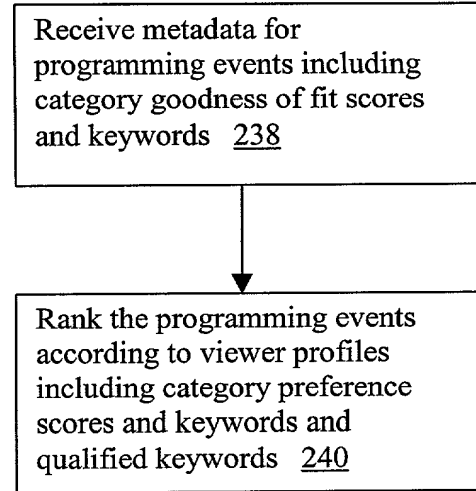 Receive metadata for
programming events including
category goodness of fit scores
and keywords 238
Rank the programming events
according to viewer profiles
including category preference
scores and keywords and
qualified keywords 240